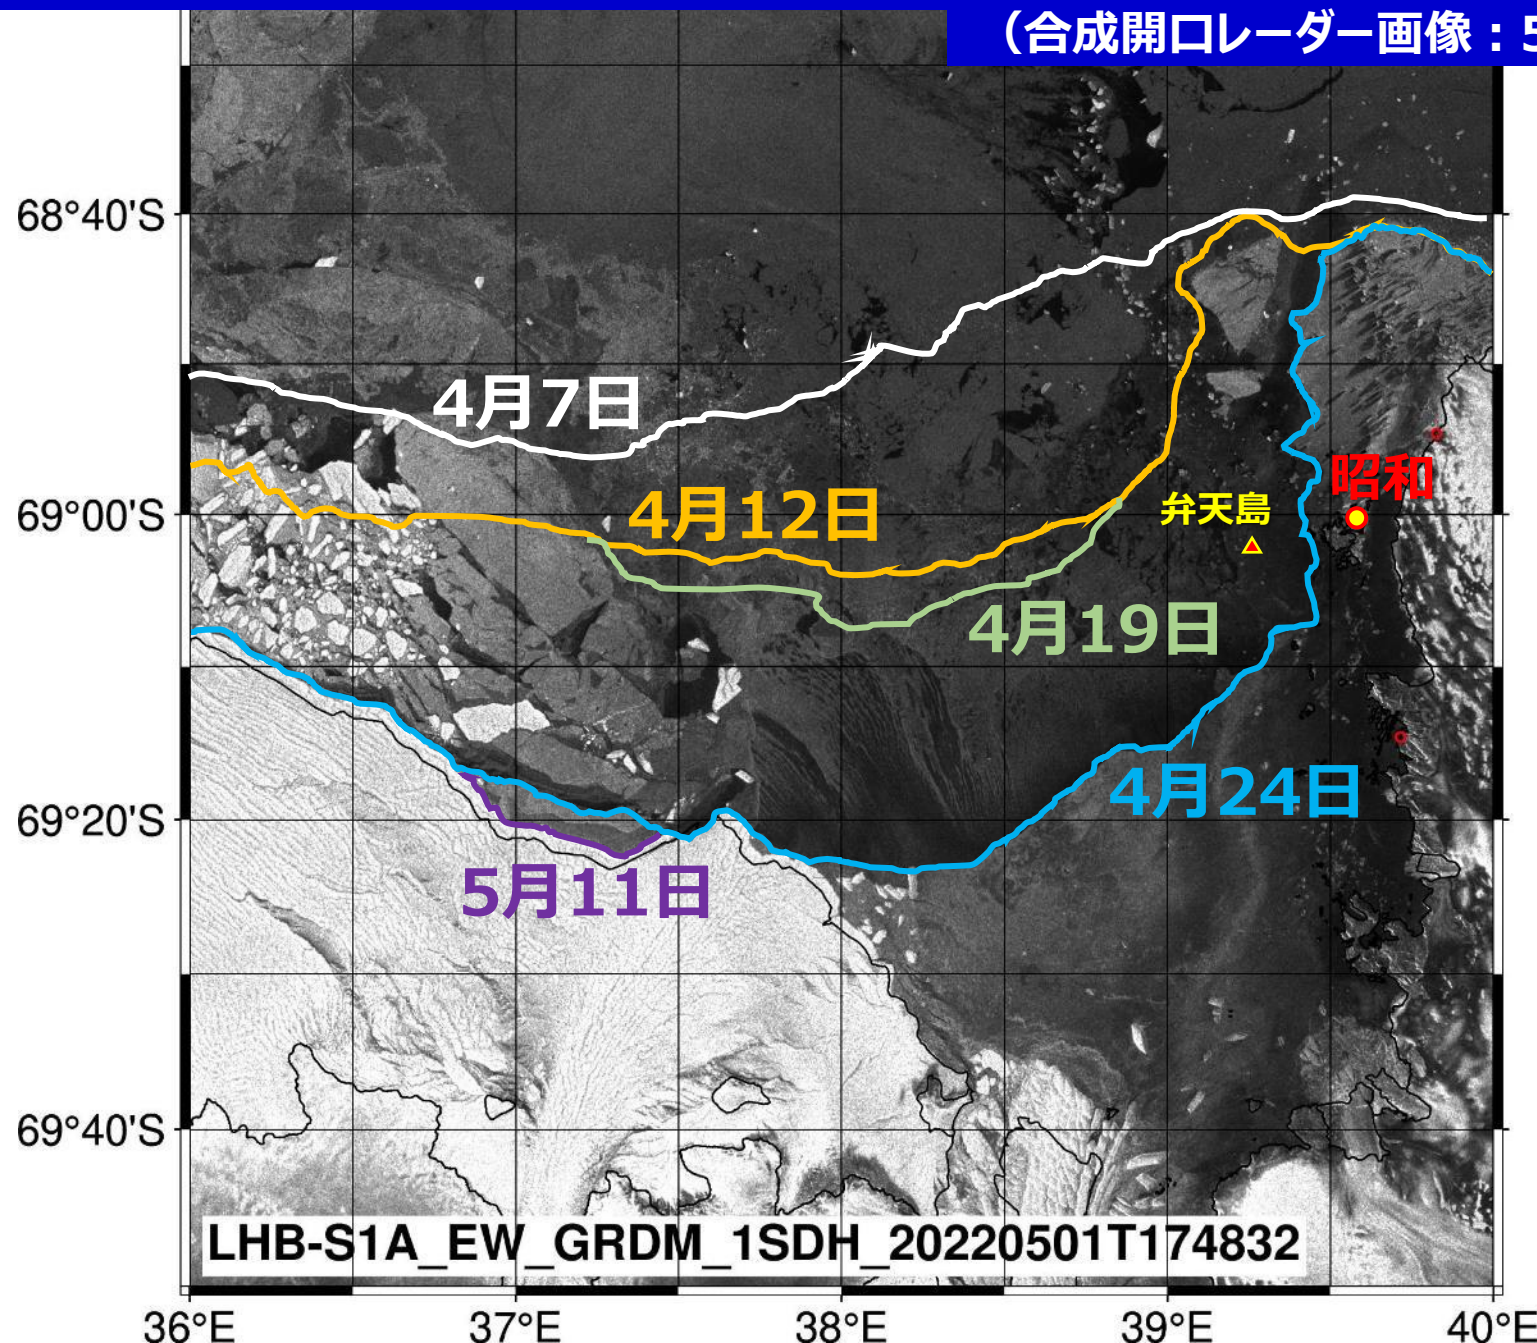 （合成開口レーダー画像：5
68°40'S
4月7日
昭和
4月12日
弁天島
69°00'S
4月19日
4月24日
69°20'S
5月11日
69°40'S
LHB-S1A_EW_GRDM_1SDH_20220501T174832
36°E 37°E 38°E 39°E 40°E